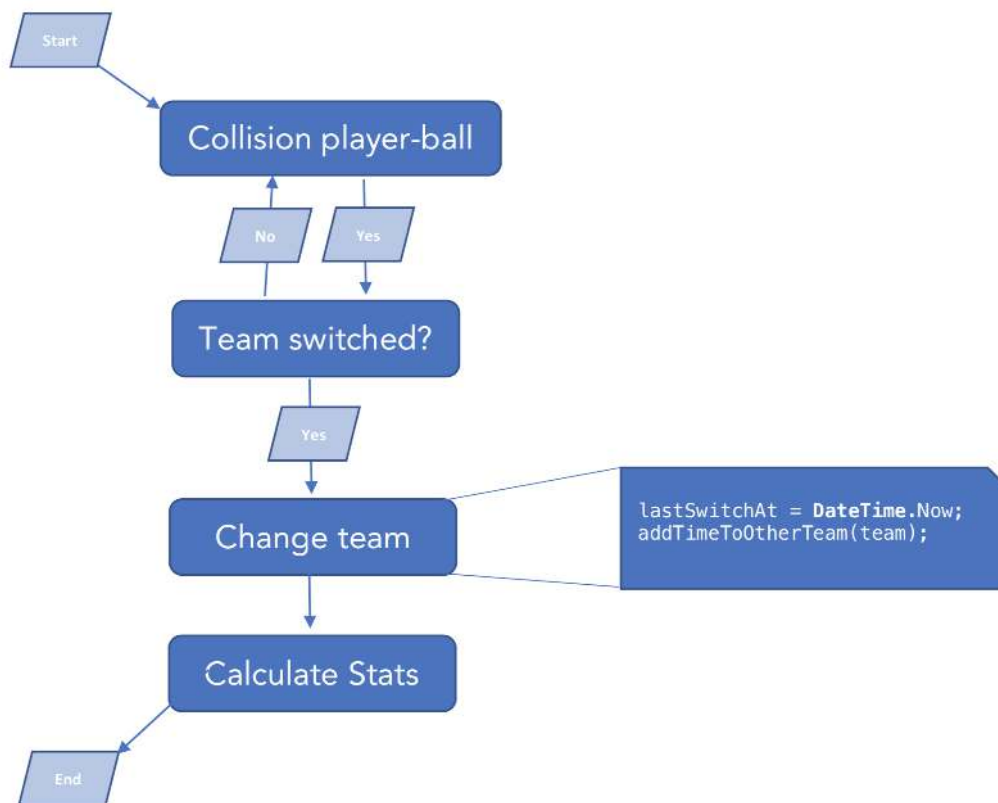 Start
Collision player-ball
No
Yes
Team switched?
Yes
Change team
lastSwitchAt = DateTime.Now;
addTimeToOtherTeam(team);
Calculate Stats
End